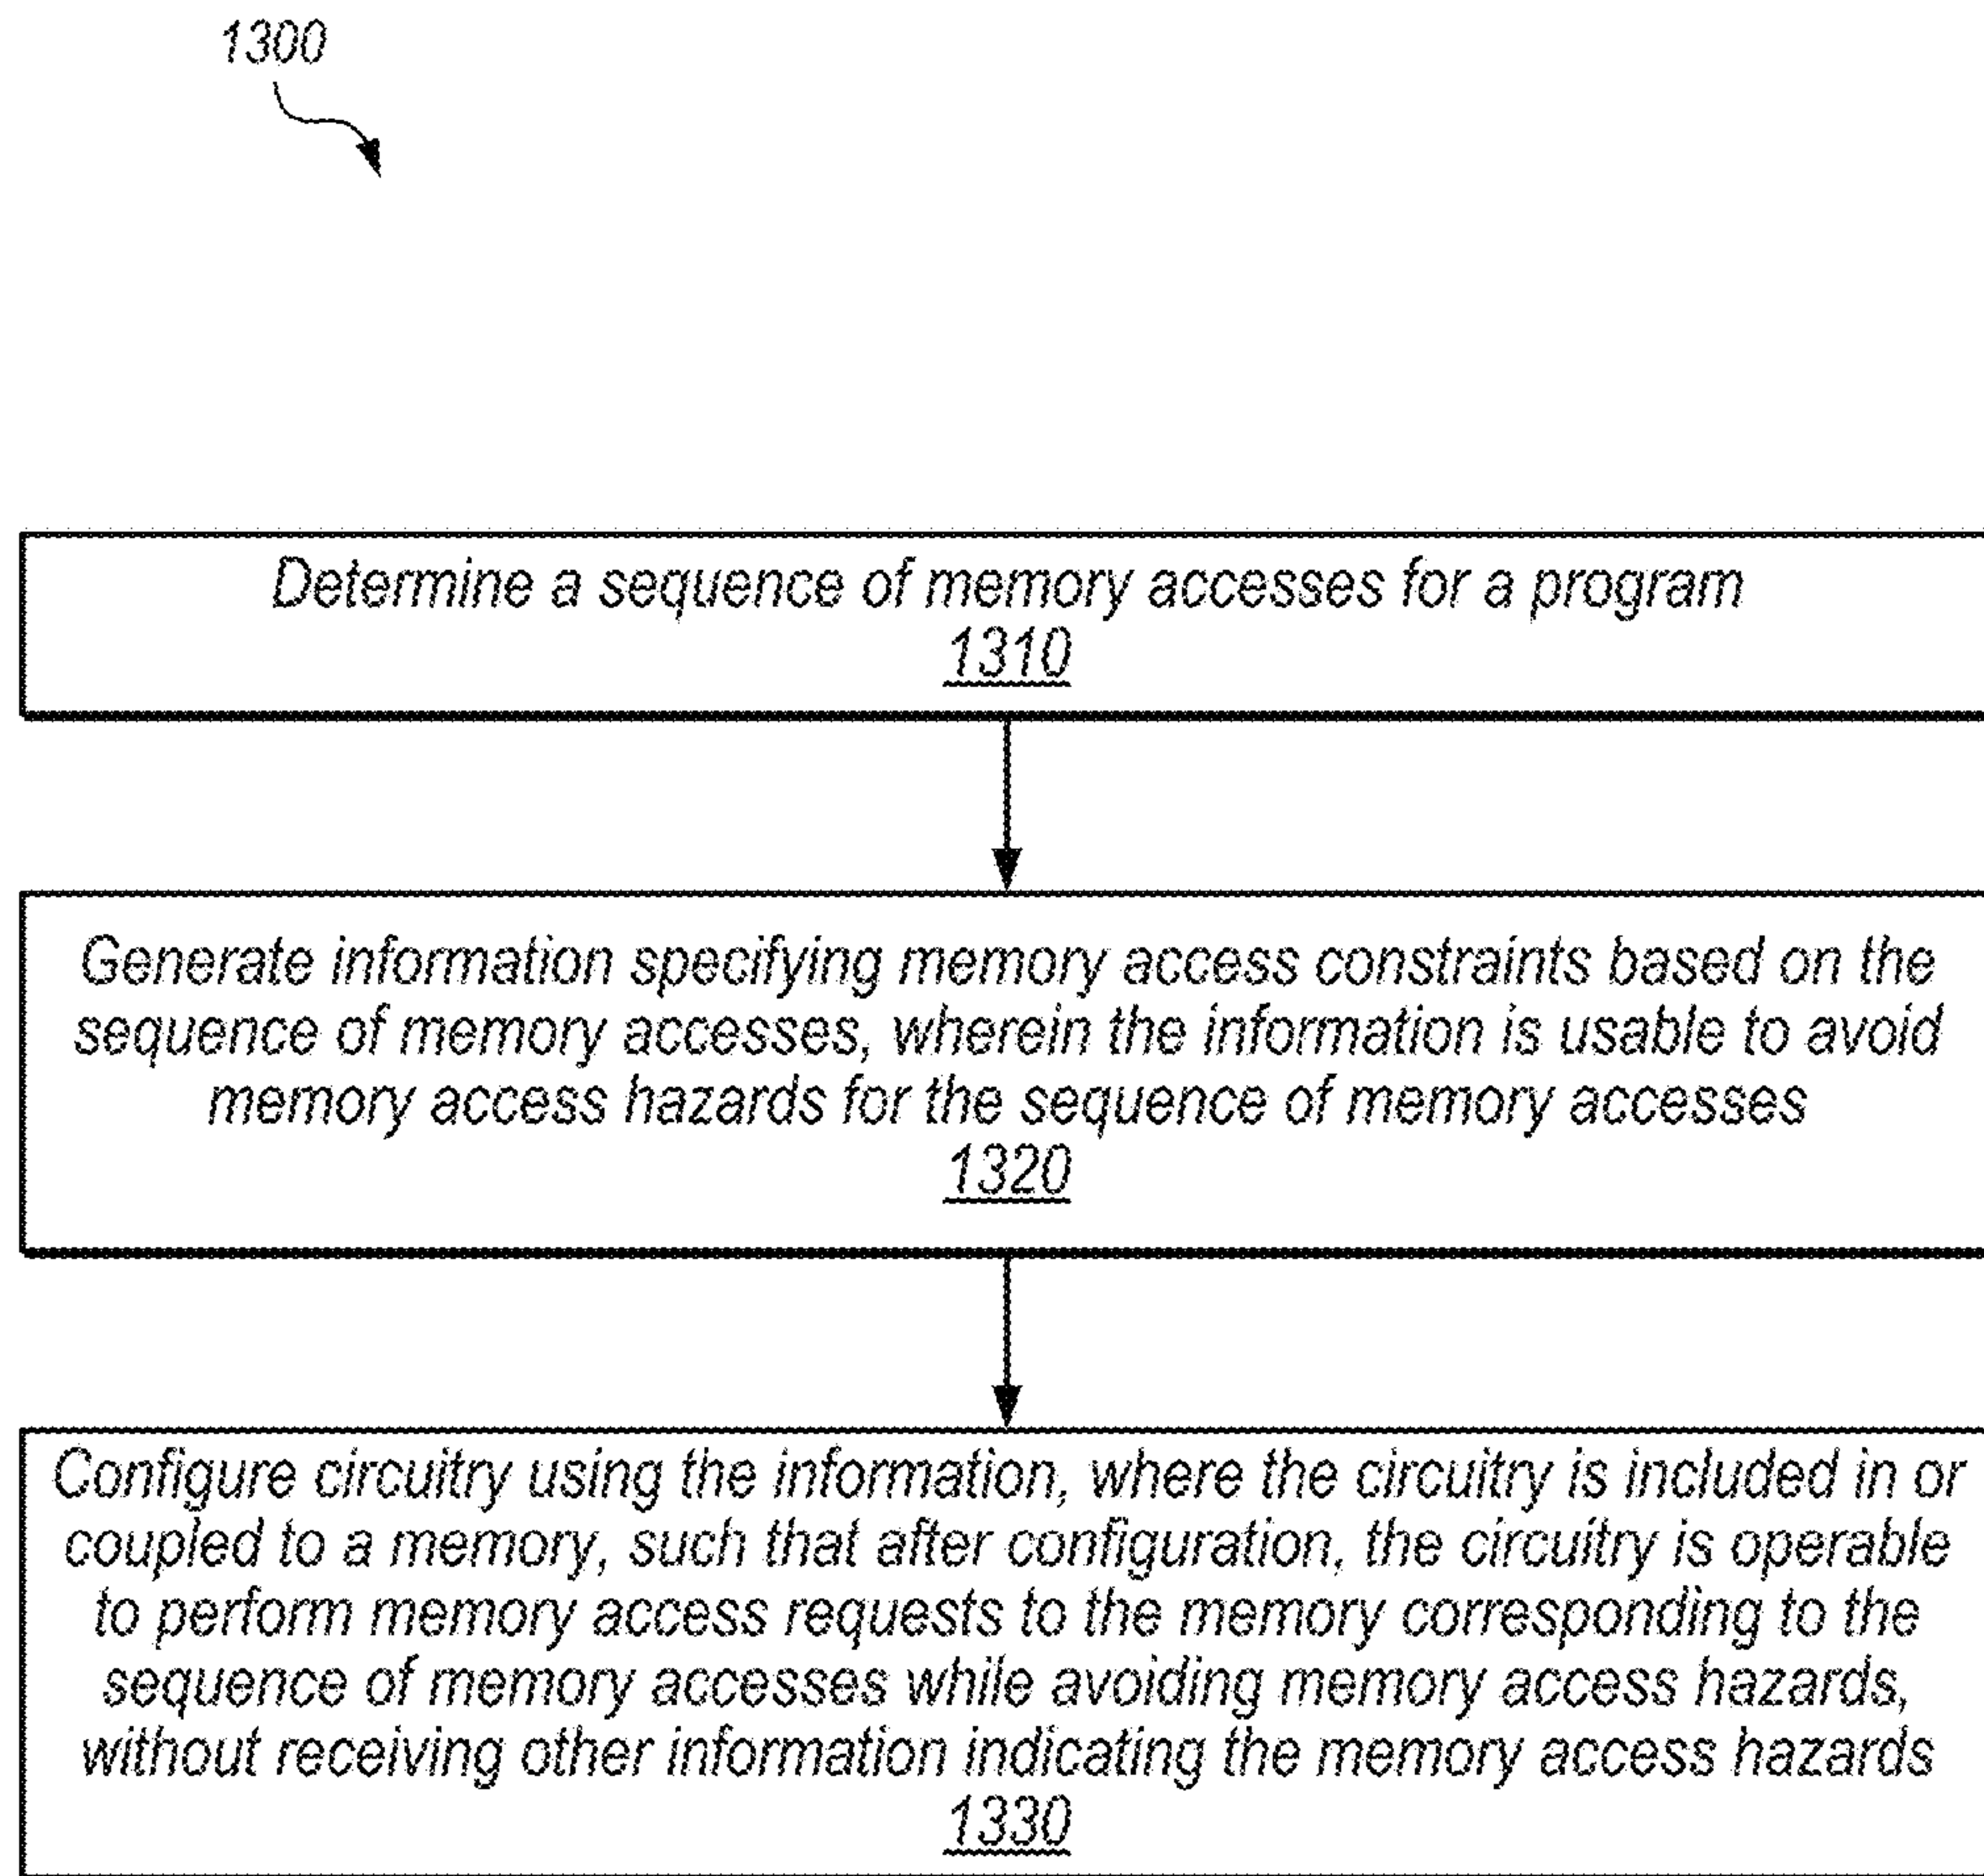 1300
Determine a sequence of memory accesses for a program
1310
Generate information specifying memory access constraints based on the
sequence of memory accesses, wherein the information is usable to avoid
memory access hazards for the sequence of memory accesses
1320
Configure circuitry using the information, where the circuitry is included in or
coupled to a memory, such that after configuration, the circuitry is operable
to perform memory access requests to the memory corresponding to the
sequence of memory accesses while avoiding memory access hazards,
without receiving other information indicating the memory access hazards
1330